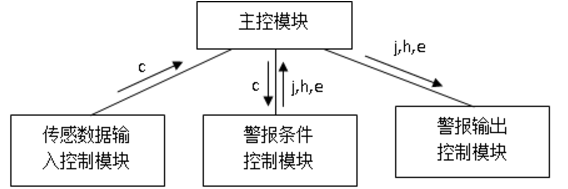 主控模块
c
c
j,h,e
j,h,e
传感数据输
入控制模块
警报条件
控制模块
警报输出
控制模块